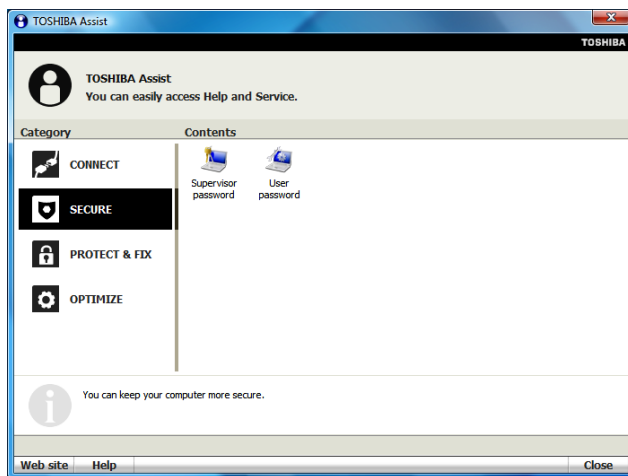 TOSHIBA Assist
TOSHIBA
TOSHIBA Assist
You can easily access Help and Service.
Category
Contents
CONNECT
SECURE
PROTECT & FIX
OPTIMIZE
Supervisor
password
User
password
You can keep your computer more secure.
Web site
Help
Close